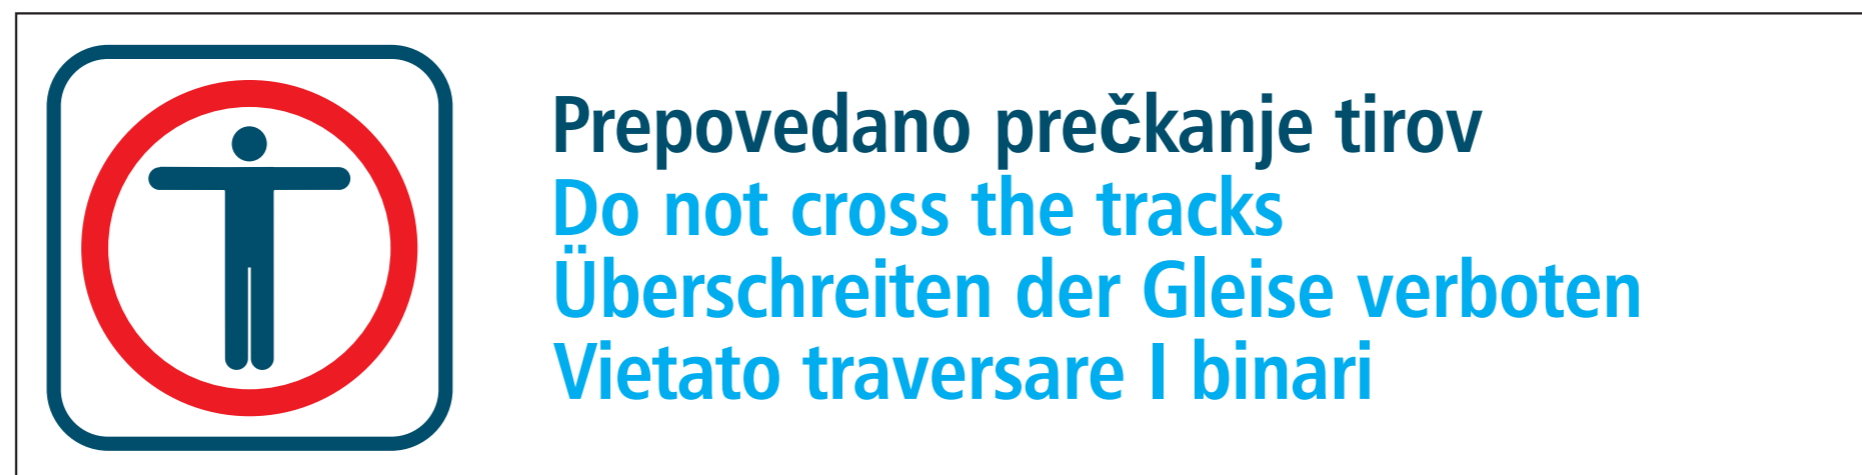 Prepovedano prečkanje tirov
Do not cross the tracks
Überschreiten der Gleise verboten
Vietato traversare I binari